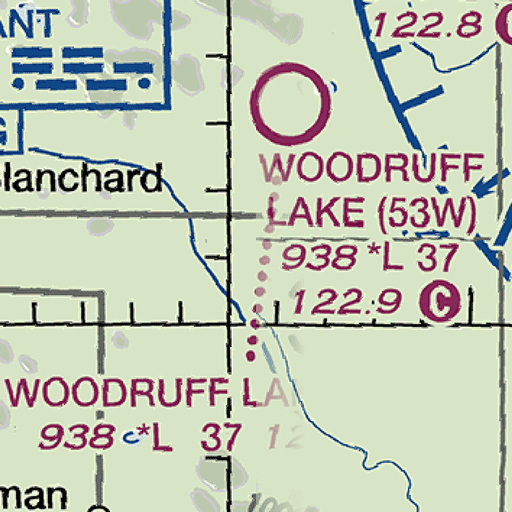 ANT
122.8 C
G
Blanchard
WOODRUFF
LAKE (53W)
938 *L 37
122.9 C
WOODRUFF LA
938 *L 37 12
man